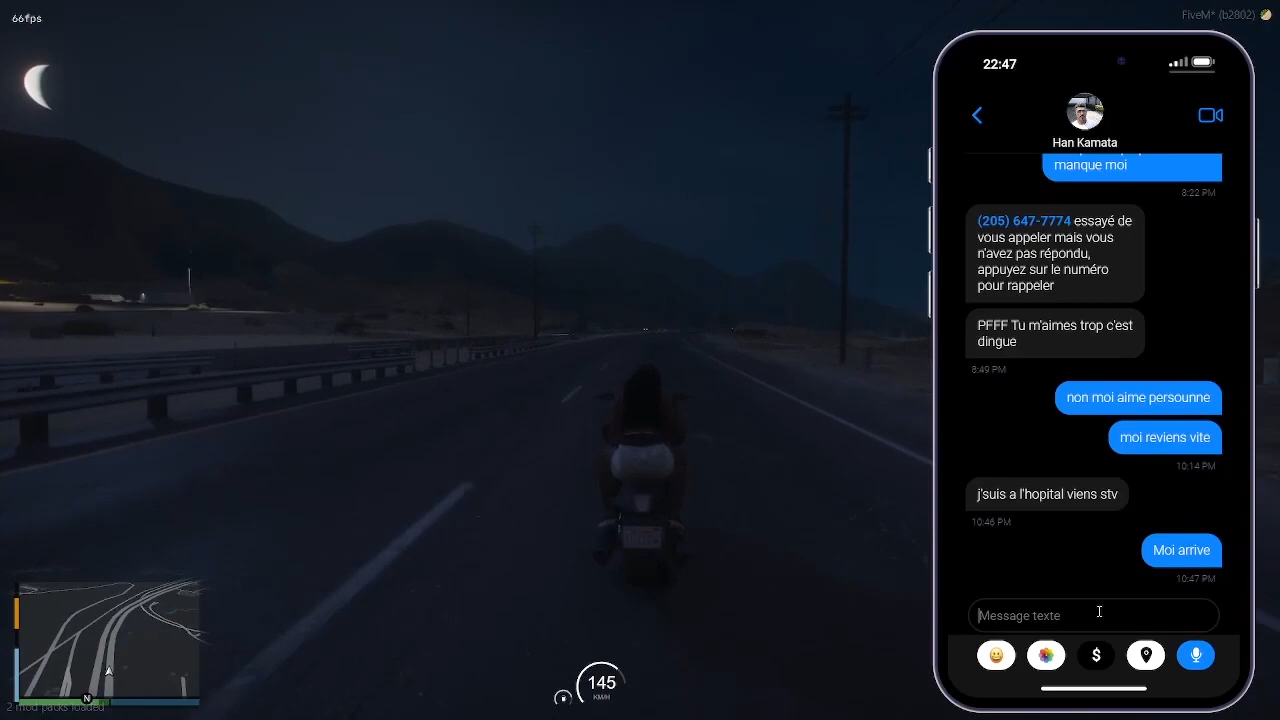 66fps
FiveM* (b2802)
22:47
Han Kamata
manque moi
8:22 PM
(205) 647-7774 essayé de
vous appeler mais vous
n'avez pas répondu,
appuyez sur le numéro
pour rappeler
PFFF Tu m'aimes trop c'est
dingue
8:49 PM
non moi aime persounne
moi reviens vite
10:14 PM
j'suis a l'hopital viens stv
10:46 PM
Moi arrive
10:47 PM
Message texte
$
145
KM/H
N
2 mod packs loaded